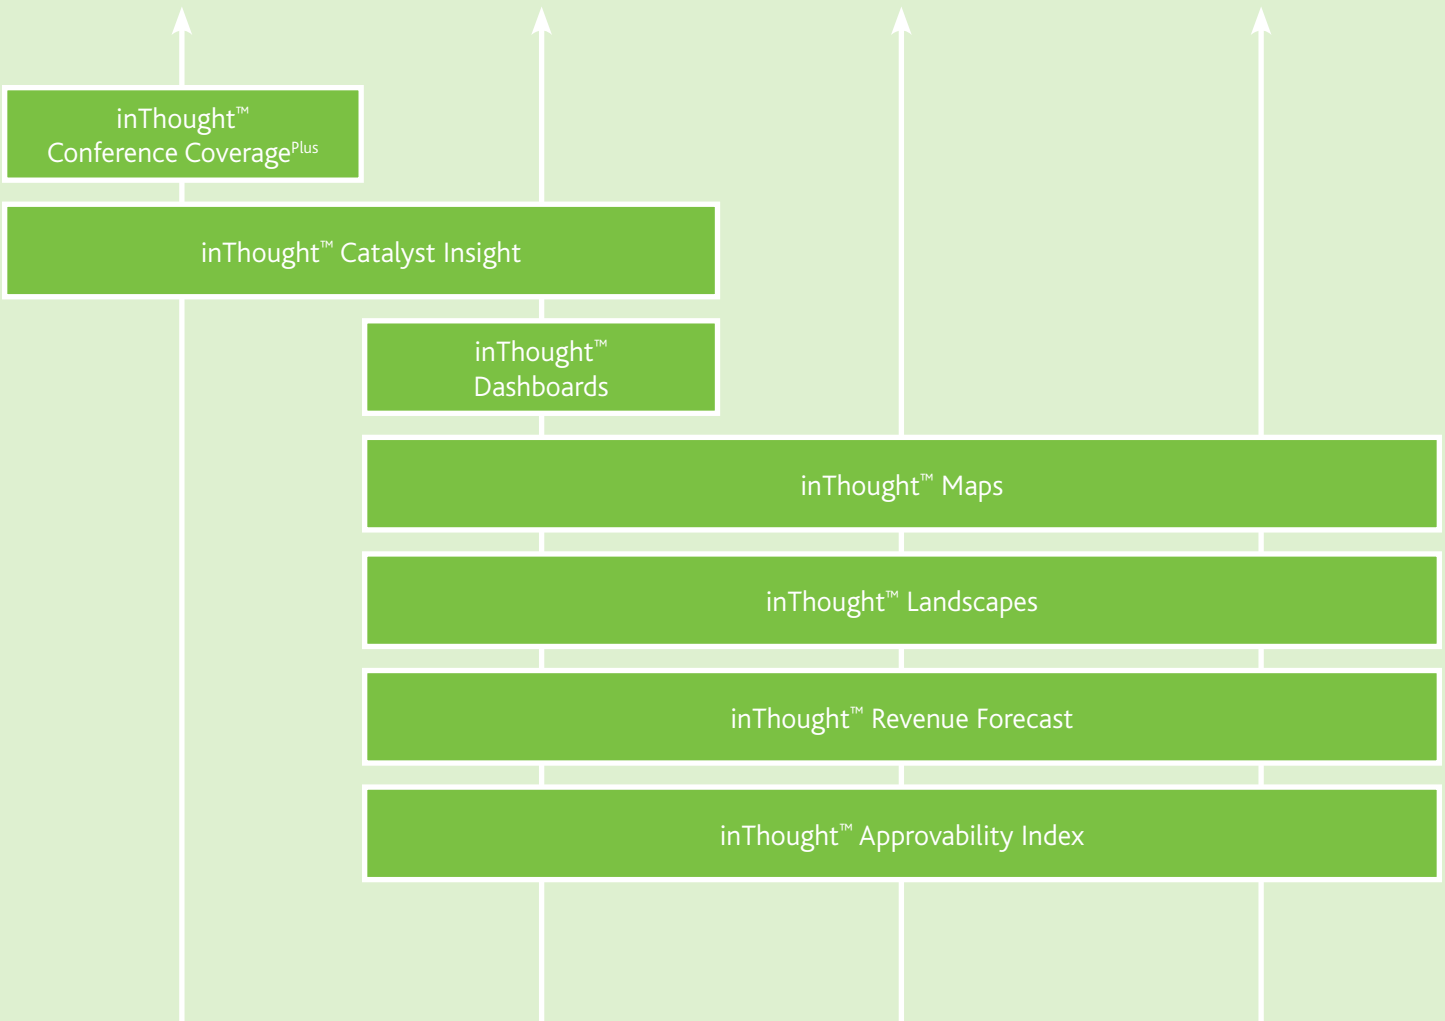 inThought™
Conference CoveragePlus
inThought™ Catalyst Insight
inThought™
Dashboards
inThought™ Maps
inThought™ Landscapes
inThought™ Revenue Forecast
inThought™ Approvability Index